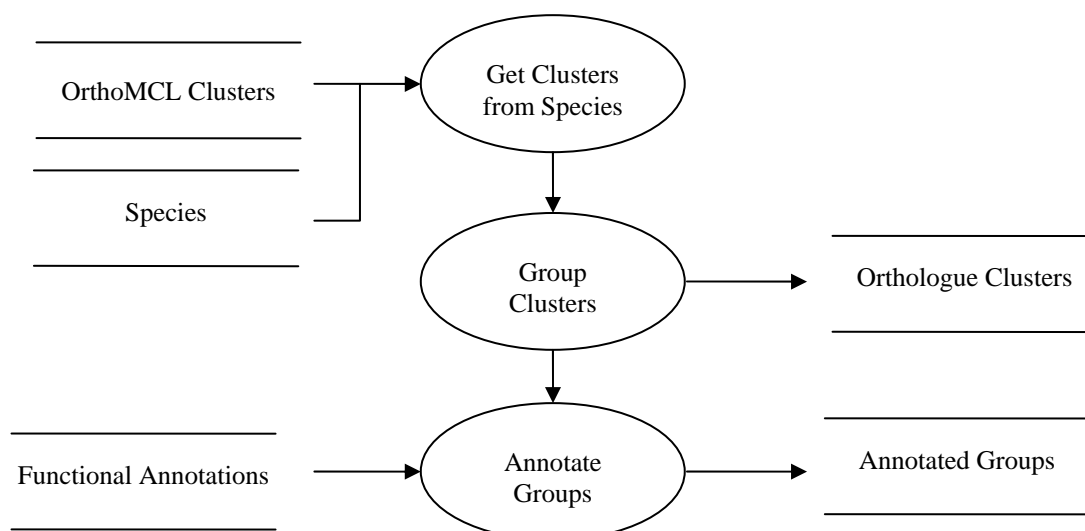 OrthoMCL Clusters
Get Clusters
from Species
Species
Group
Clusters
Orthologue Clusters
Functional Annotations
Annotate
Groups
Annotated Groups